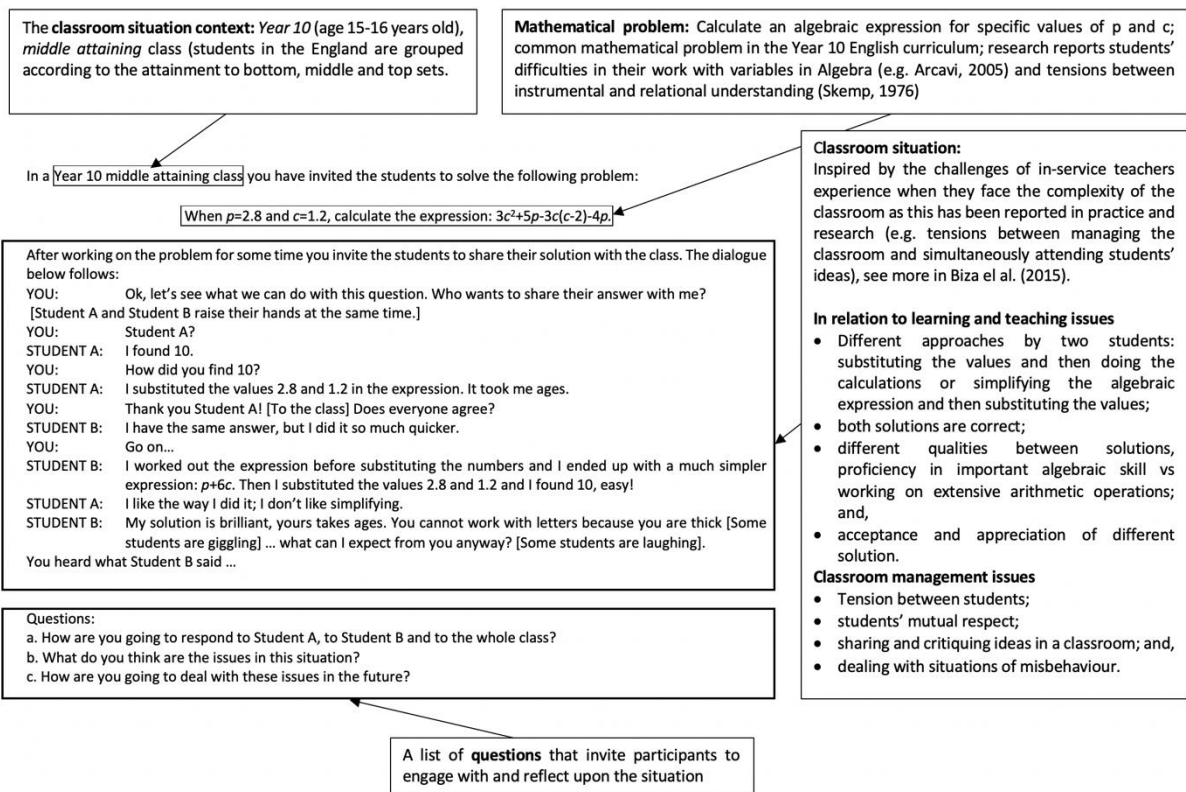 The classroom situation context: Year 10 (age 15-16 years old),
middle attaining class (students in the England are grouped
according to the attainment to bottom, middle and top sets.
Mathematical problem: Calculate an algebraic expression for specific values of p and c;
common mathematical problem in the Year 10 English curriculum; research reports students'
difficulties in their work with variables in Algebra (e.g. Arcavi, 2005) and tensions between
instrumental and relational understanding (Skemp, 1976)
In a Year 10 middle attaining class you have invited the students to solve the following problem:
When p=2.8 and c=1.2, calculate the expression: 3c²+5p-3c(c-2)-4p.
After working on the problem for some time you invite the students to share their solution with the class. The dialogue
below follows:
YOU: Ok, let's see what we can do with this question. Who wants to share their answer with me?
[Student A and Student B raise their hands at the same time.]
YOU: Student A?
STUDENT A: I found 10.
YOU: How did you find 10?
STUDENT A: I substituted the values 2.8 and 1.2 in the expression. It took me ages.
YOU: Thank you Student A! [To the class] Does everyone agree?
STUDENT B: I have the same answer, but I did it so much quicker.
YOU: Go on…
STUDENT B: I worked out the expression before substituting the numbers and I ended up with a much simpler
expression: p+6c. Then I substituted the values 2.8 and 1.2 and I found 10, easy!
STUDENT A: I like the way I did it; I don't like simplifying.
STUDENT B: My solution is brilliant, yours takes ages. You cannot work with letters because you are thick [Some
students are giggling] … what can I expect from you anyway? [Some students are laughing].
You heard what Student B said …
Questions:
a. How are you going to respond to Student A, to Student B and to the whole class?
b. What do you think are the issues in this situation?
c. How are you going to deal with these issues in the future?
Classroom situation:
Inspired by the challenges of in-service teachers
experience when they face the complexity of the
classroom as this has been reported in practice and
research (e.g. tensions between managing the
classroom and simultaneously attending students'
ideas), see more in Biza el al. (2015).
In relation to learning and teaching issues
• Different approaches by two students:
substituting the values and then doing the
calculations or simplifying the algebraic
expression and then substituting the values;
• both solutions are correct;
• different qualities between solutions,
proficiency in important algebraic skill vs
working on extensive arithmetic operations;
and,
• acceptance and appreciation of different
solution.
Classroom management issues
• Tension between students;
• students' mutual respect;
• sharing and critiquing ideas in a classroom; and,
• dealing with situations of misbehaviour.
A list of questions that invite participants to
engage with and reflect upon the situation